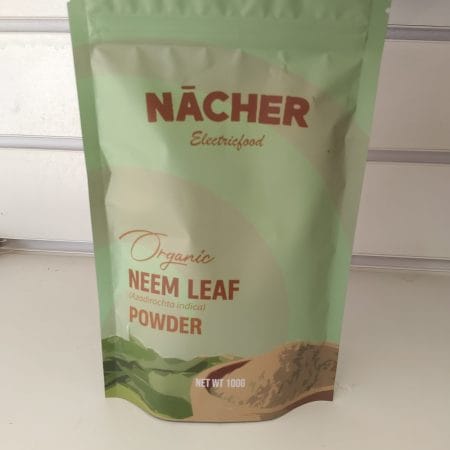 NĀCHER
Electricfood
Organic
NEEM LEAF
(Azadirachta indica)
POWDER
NET WT 100G